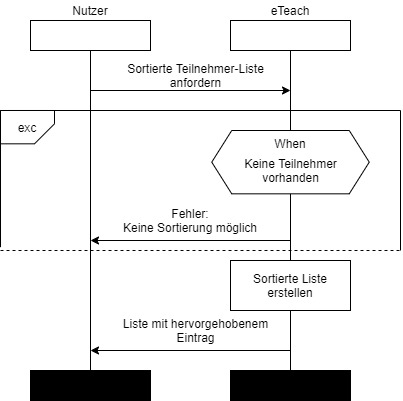 Nutzer
eTeach
Sortierte Teilnehmer-Liste
anfordern
exc
When
Keine Teilnehmer
vorhanden
Fehler:
Keine Sortierung möglich
Sortierte Liste
erstellen
Liste mit hervorgehobenem
Eintrag